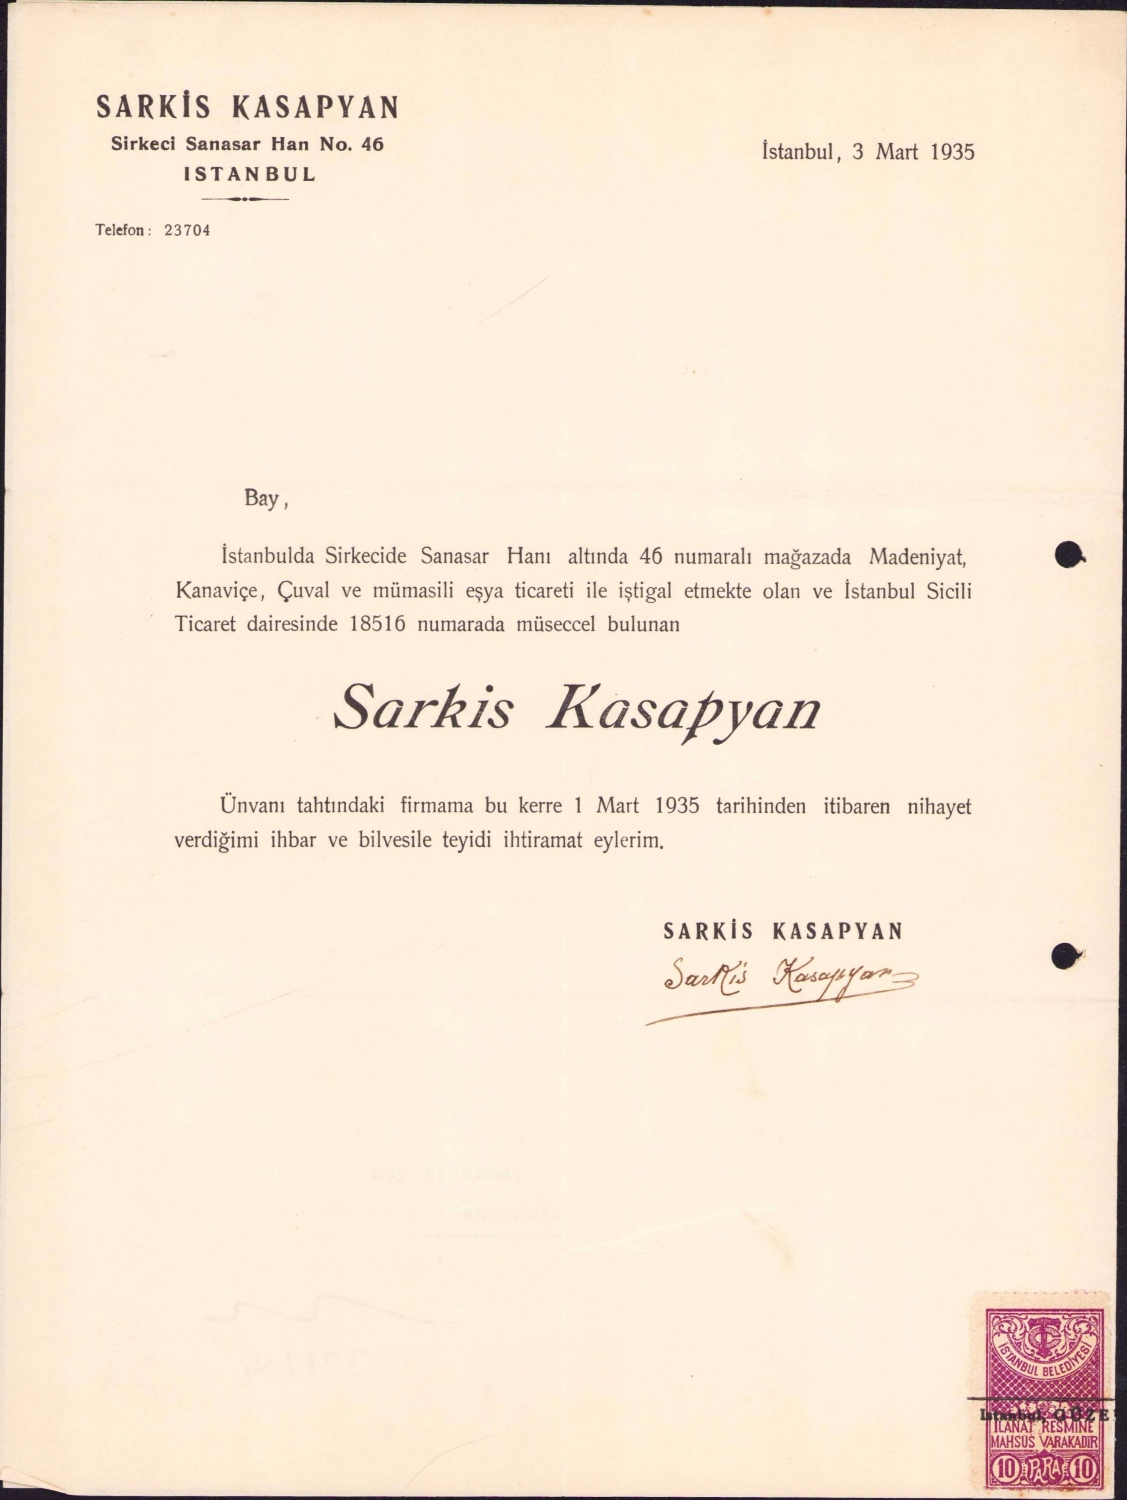 SARKİS KASAPYAN
Sirkeci Sanasar Han No. 46
ISTANBUL
Telefon: 23704
İstanbul, 3 Mart 1935
Bay,
İstanbulda Sirkecide Sanasar Hanı altında 46 numaralı mağazada Madeniyat,
Kanaviçe, Çuval ve mümasili eşya ticareti ile iştigal etmekte olan ve İstanbul Sicili
Ticaret dairesinde 18516 numarada müseccel bulunan
Sarkis Kasapyan
Ünvanı tahtındaki firmama bu kerre 1 Mart 1935 tarihinden itibaren nihayet
verdiğimi ihbar ve bilvesile teyidi ihtiramat eylerim.
SARKİS KASAPYAN
Sarkis Kasapyan
TC
İSTANBUL BELEDİYESİ
Istanbul,
İLANAT RESMİNE
MAHSUS VARAKADIR
10 PARA 10